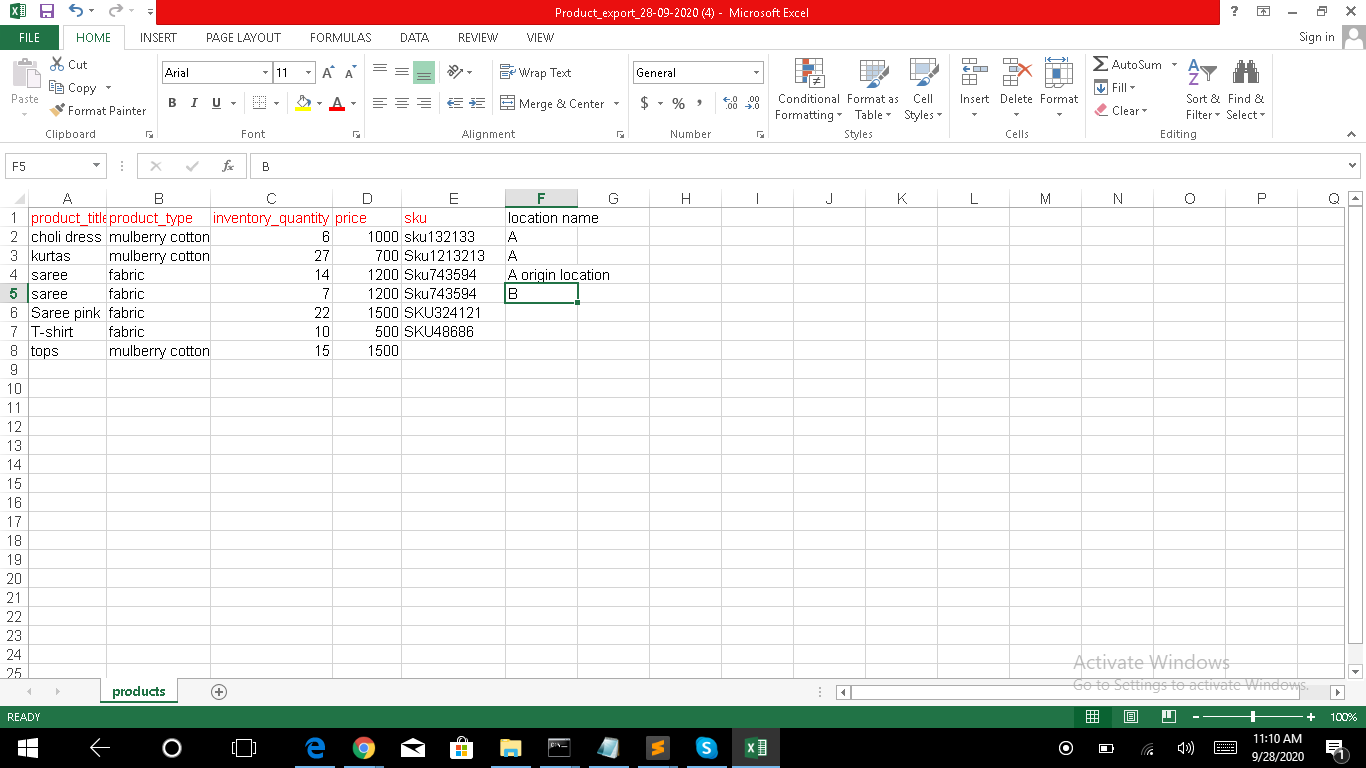 Product_export_28-09-2020 (4) - Microsoft Excel
?
FILE HOME INSERT PAGE LAYOUT FORMULAS DATA REVIEW VIEW Sign in
Cut
Copy
Format Painter
Paste
Clipboard
Arial 11 A A
B I U A
Font
Wrap Text
Merge & Center
Alignment
General
$ % ,
Number
Conditional Formatting
Format as Table
Cell Styles
Styles
Insert Delete Format
Cells
AutoSum
Fill
Clear
Sort & Filter
Find & Select
Editing
F5 fx B
A B C D E F G H I J K L M N O P Q
1 product_title product_type inventory_quantity price sku location name
2 choli dress mulberry cotton 6 1000 sku132133 A
3 kurtas mulberry cotton 27 700 Sku1213213 A
4 saree fabric 14 1200 Sku743594 A origin location
5 saree fabric 7 1200 Sku743594 B
6 Saree pink fabric 22 1500 SKU324121
7 T-shirt fabric 10 500 SKU48686
8 tops mulberry cotton 15 1500
9
10
11
12
13
14
15
16
17
18
19
20
21
22
23
24
25
Activate Windows
Go to Settings to activate Windows.
products
READY 100%
11:10 AM
9/28/2020
1